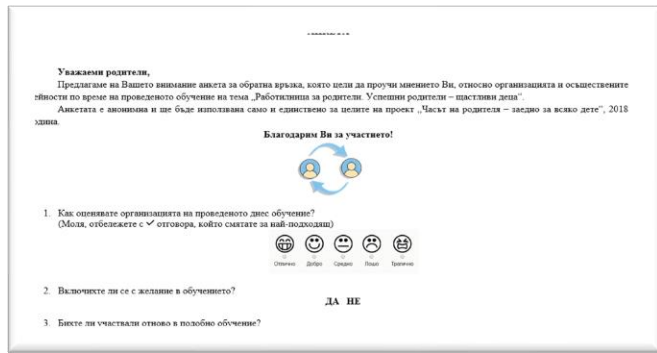 Уважаеми родители,
Предлагаме на Вашето внимание анкета за обратна връзка, която цели да проучи мнението Ви, относно организацията и осъществените
ейности по време на проведеното обучение на тема „Работилница за родители. Успешни родители – щастливи деца“.
Анкетата е анонимна и ще бъде използвана само и единствено за целите на проект „Часът на родителя – заедно за всяко дете“, 2018
одина.
Благодарим Ви за участието!
1. Как оценявате организацията на проведеното днес обучение?
(Моля, отбележете с ✓ отговора, който смятате за най-подходящ)
Отлично Добро Средно Лошо Трагично
2. Включихте ли се с желание в обучението?
ДА НЕ
3. Бихте ли участвали отново в подобно обучение?